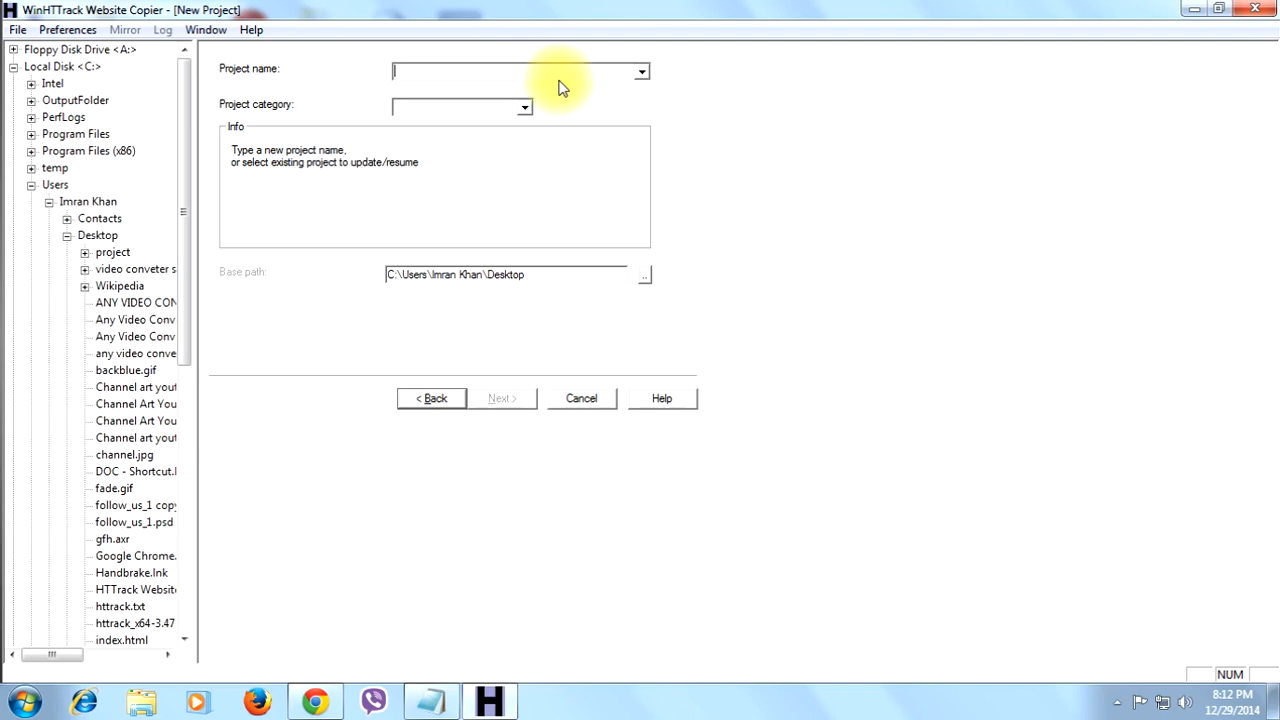 WinHTTrack Website Copier - [New Project]
File Preferences Mirror Log Window Help
Floppy Disk Drive <A:>
Local Disk <C:>
Intel
OutputFolder
PerfLogs
Program Files
Program Files (x86)
temp
Users
Imran Khan
Contacts
Desktop
project
video conveter s
Wikipedia
ANY VIDEO CON
Any Video Conv
Any Video Conv
any video conve
backblue.gif
Channel art yout
Channel Art You
Channel Art You
Channel art yout
channel.jpg
DOC - Shortcut.l
fade.gif
follow_us_1 copy
follow_us_1.psd
gfh.axr
Google Chrome.
Handbrake.lnk
HTTrack Website
httrack.txt
httrack_x64-3.47
index.html
Project name:
Project category:
Info
Type a new project name,
or select existing project to update/resume
Base path: C:\Users\Imran Khan\Desktop ..
< Back Next > Cancel Help
NUM
8:12 PM
12/29/2014